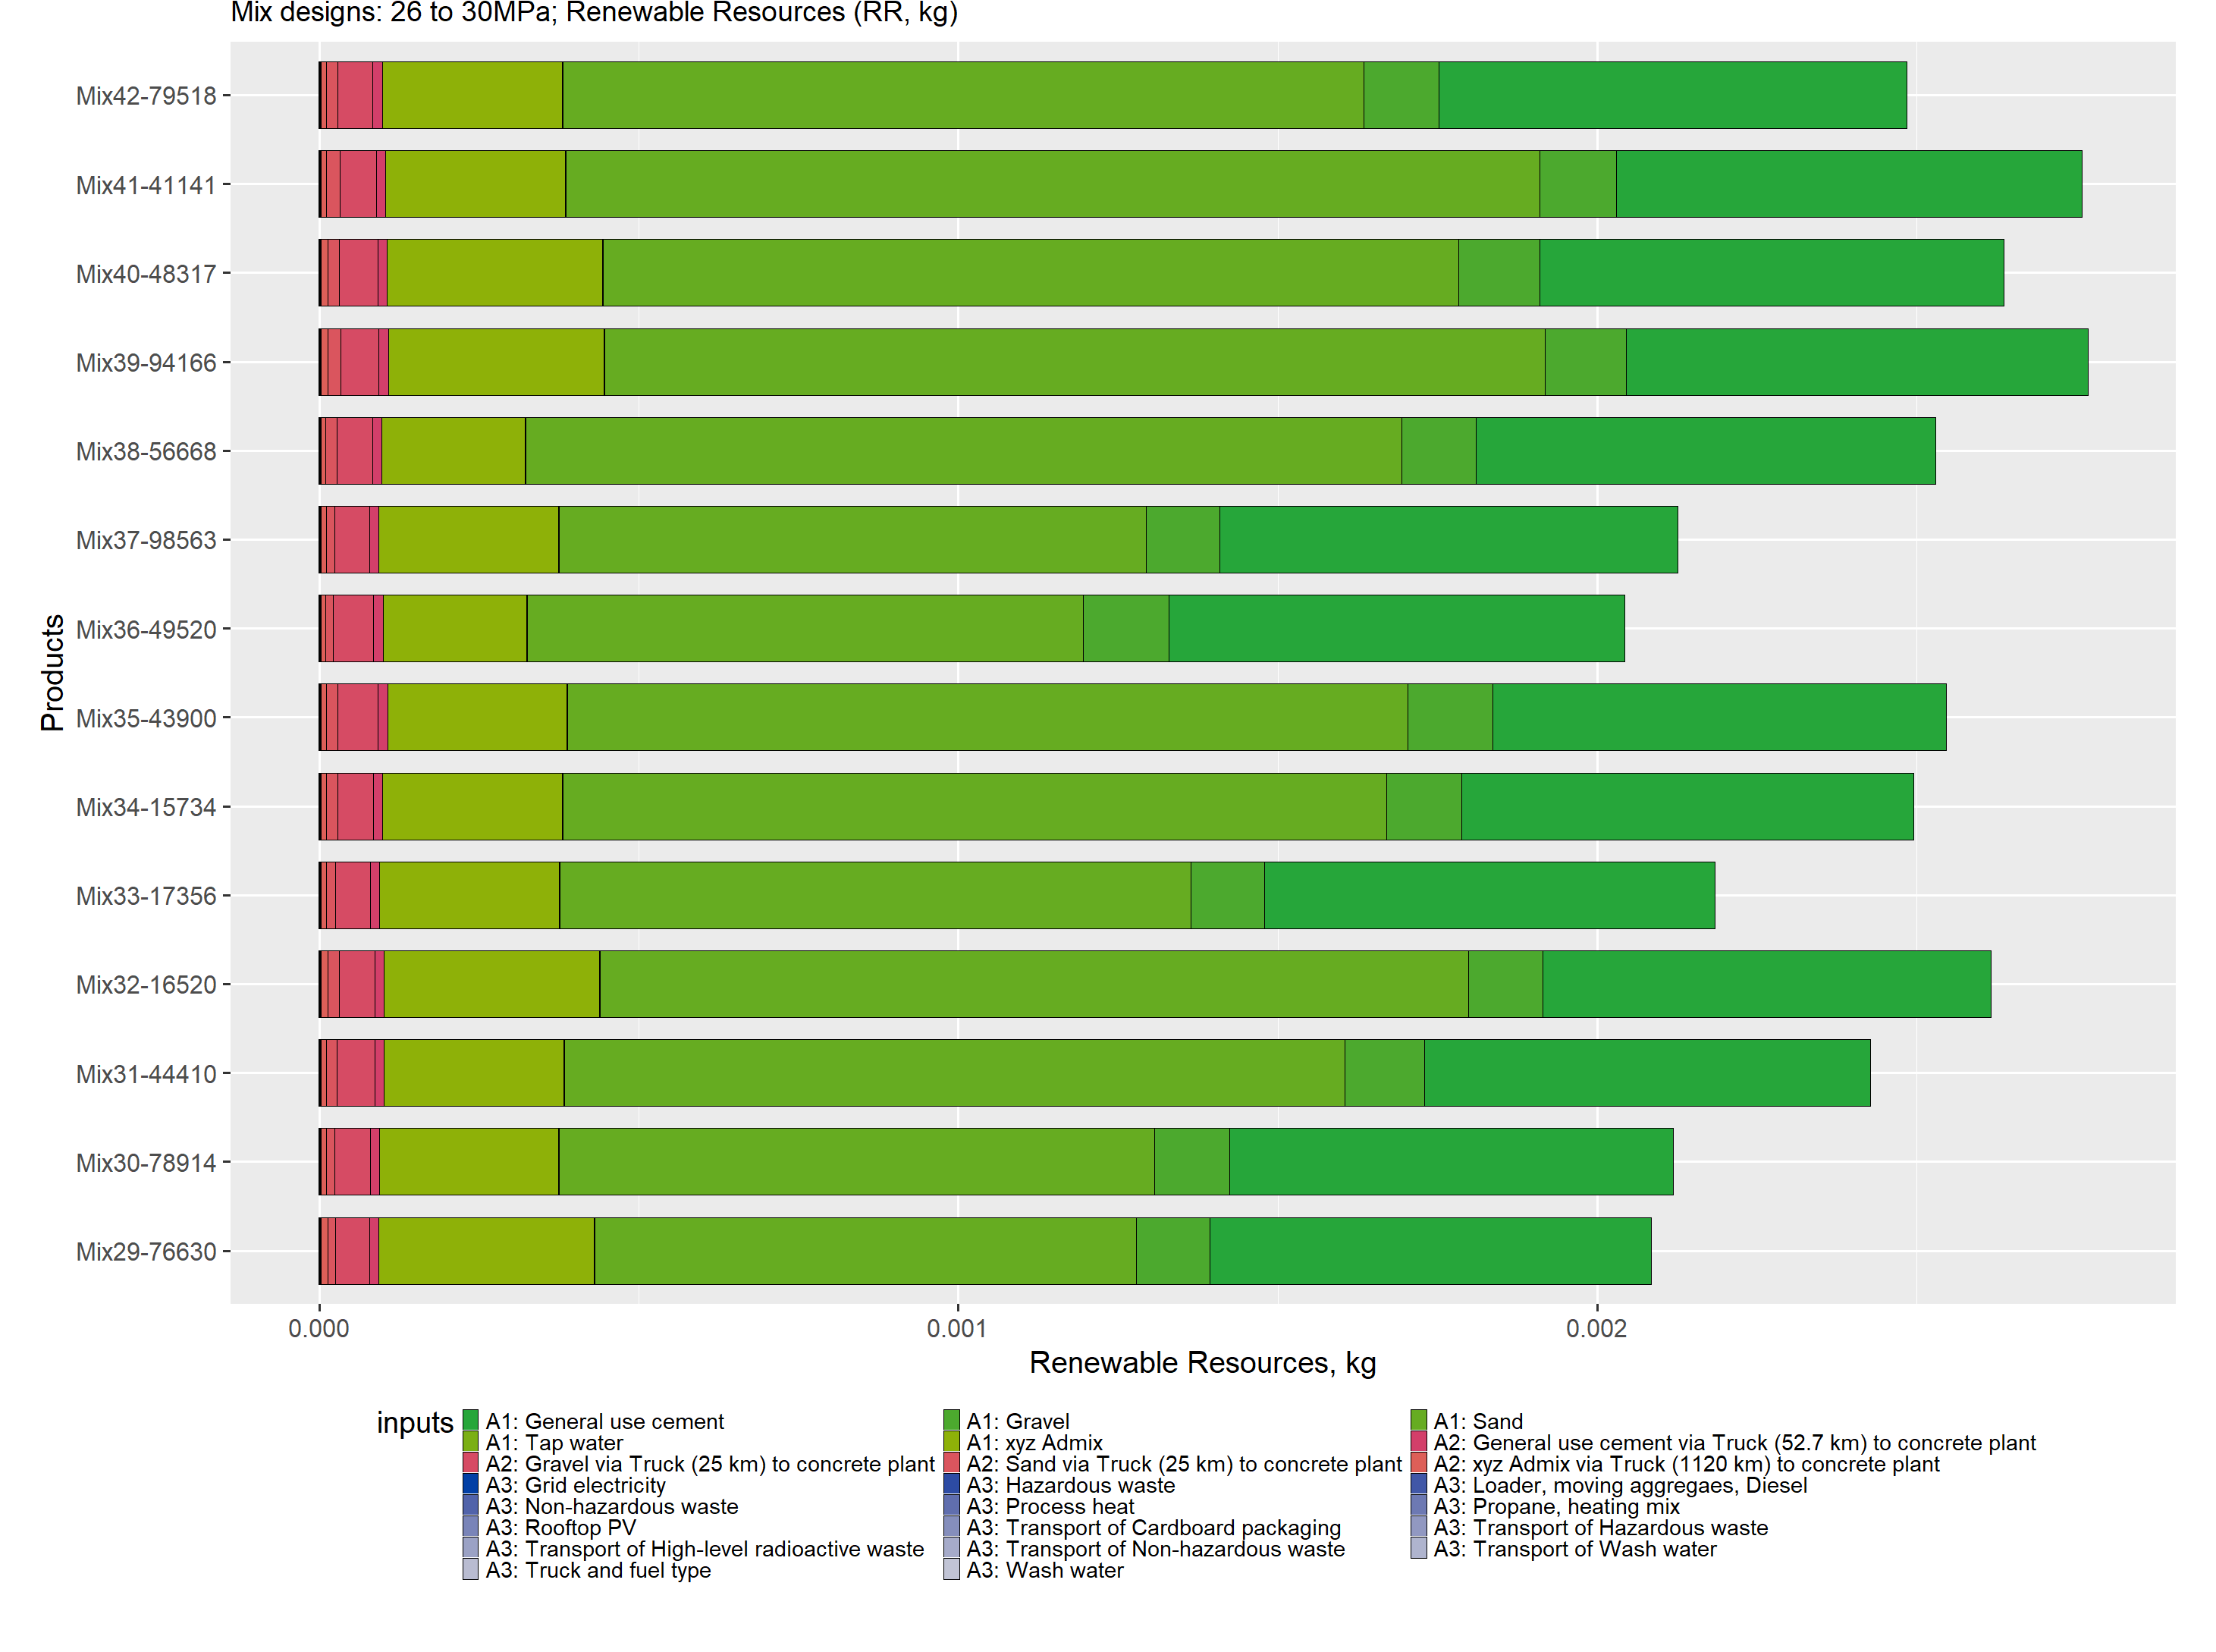 Mix designs: 26 to 30MPa; Renewable Resources (RR, kg)
Mix42-79518
Mix41-41141
Mix40-48317
Mix39-94166
Mix38-56668
Mix37-98563
Mix36-49520
Mix35-43900
Mix34-15734
Mix33-17356
Mix32-16520
Mix31-44410
Mix30-78914
Mix29-76630
Products
0.000 0.001 0.002
Renewable Resources, kg
inputs
A1: General use cement A1: Gravel A1: Sand
A1: Tap water A1: xyz Admix A2: General use cement via Truck (52.7 km) to concrete plant
A2: Gravel via Truck (25 km) to concrete plant A2: Sand via Truck (25 km) to concrete plant A2: xyz Admix via Truck (1120 km) to concrete plant
A3: Grid electricity A3: Hazardous waste A3: Loader, moving aggregaes, Diesel
A3: Non-hazardous waste A3: Process heat A3: Propane, heating mix
A3: Rooftop PV A3: Transport of Cardboard packaging A3: Transport of Hazardous waste
A3: Transport of High-level radioactive waste A3: Transport of Non-hazardous waste A3: Transport of Wash water
A3: Truck and fuel type A3: Wash water